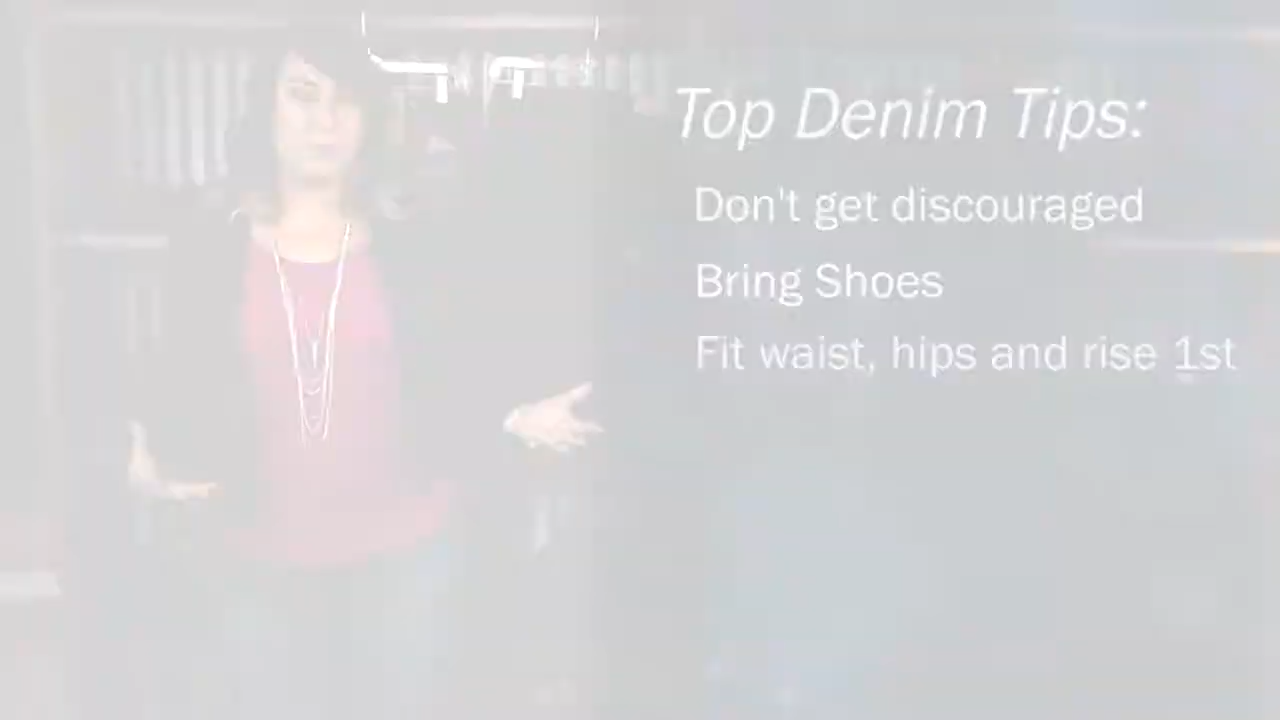 Top Denim Tips:
Don't get discouraged
Bring Shoes
Fit waist, hips and rise 1st